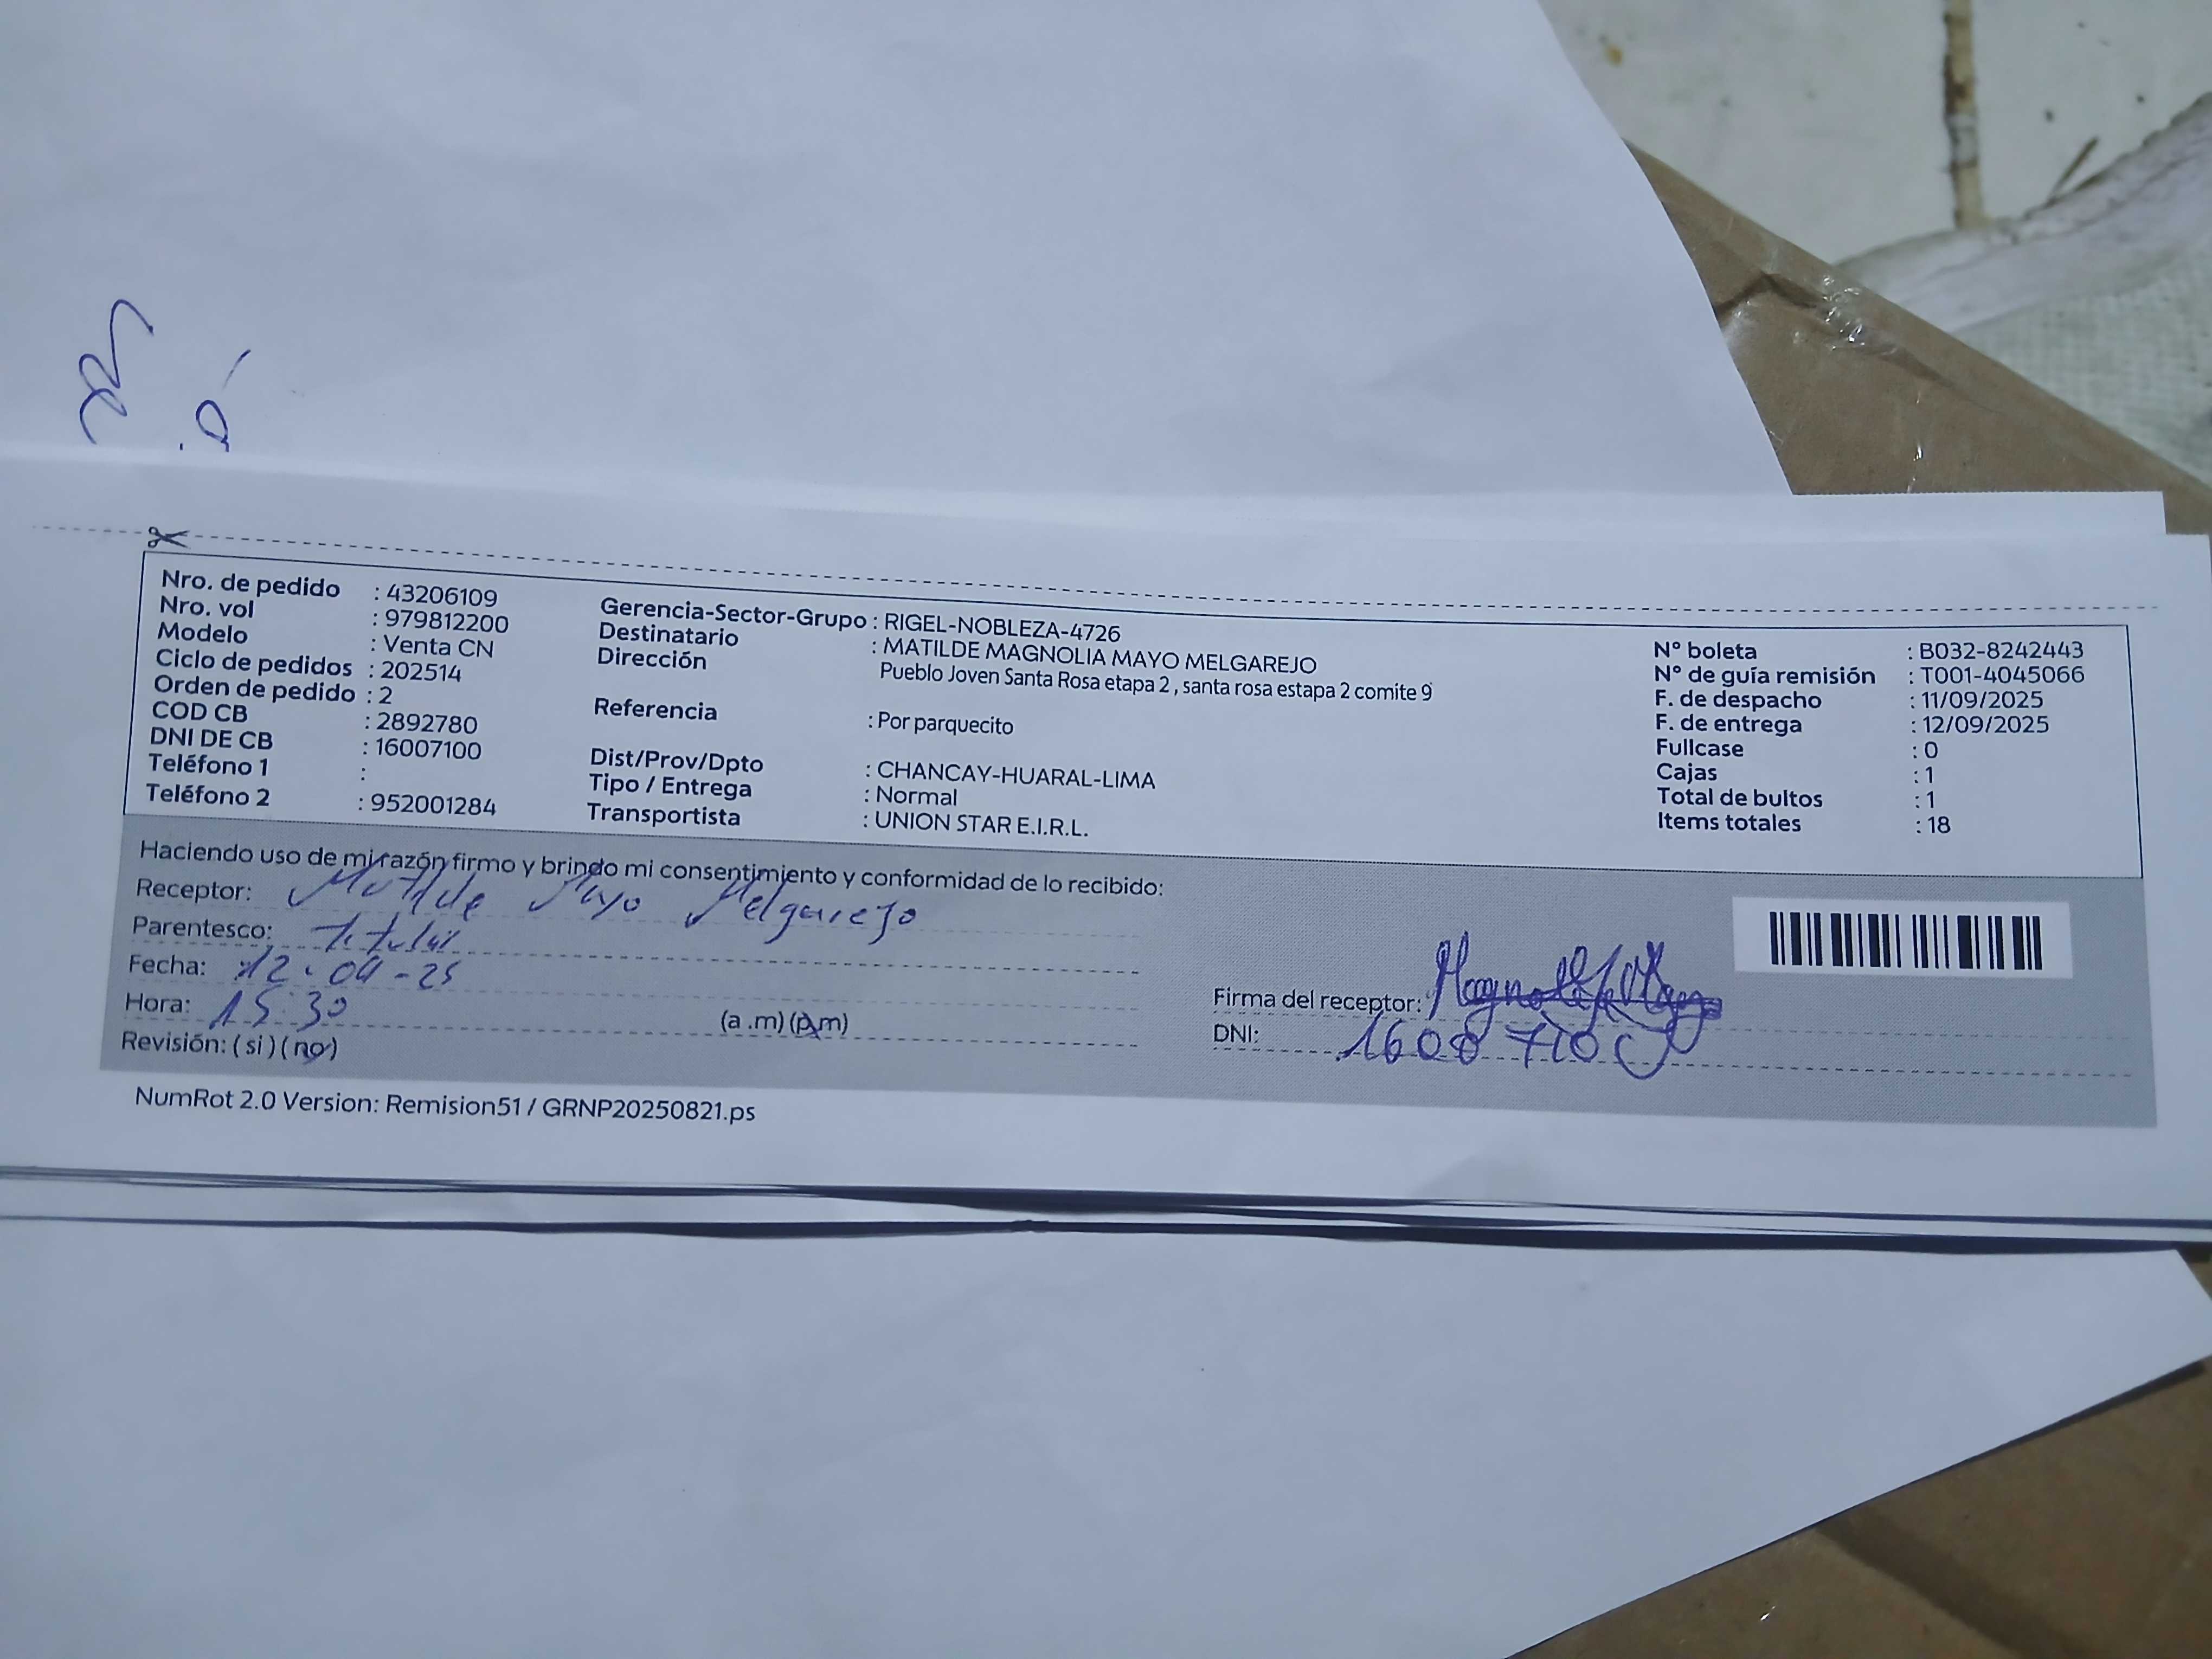 Nro. de pedido : 43206109
Nro. vol : 979812200
Modelo : Venta CN
Ciclo de pedidos : 202514
Orden de pedido : 2
COD CB : 2892780
DNI DE CB : 16007100
Teléfono 1 :
Teléfono 2 : 952001284
Gerencia-Sector-Grupo : RIGEL-NOBLEZA-4726
Destinatario : MATILDE MAGNOLIA MAYO MELGAREJO
Dirección Pueblo Joven Santa Rosa etapa 2 , santa rosa estapa 2 comite 9
Referencia : Por parquecito
Dist/Prov/Dpto : CHANCAY-HUARAL-LIMA
Tipo / Entrega : Normal
Transportista : UNION STAR E.I.R.L.
N° boleta : B032-8242443
N° de guía remisión : T001-4045066
F. de despacho : 11/09/2025
F. de entrega : 12/09/2025
Fullcase : 0
Cajas : 1
Total de bultos : 1
Items totales : 18
Haciendo uso de mi razón firmo y brindo mi consentimiento y conformidad de lo recibido:
Receptor: Matilde Mayo Melgarejo
Parentesco: Titular
Fecha: 12-09-25
Hora: 15:30 (a .m) (p.m)
Revisión: ( si ) ( no )
Firma del receptor:
DNI: 16007100
NumRot 2.0 Version: Remision51 / GRNP20250821.ps